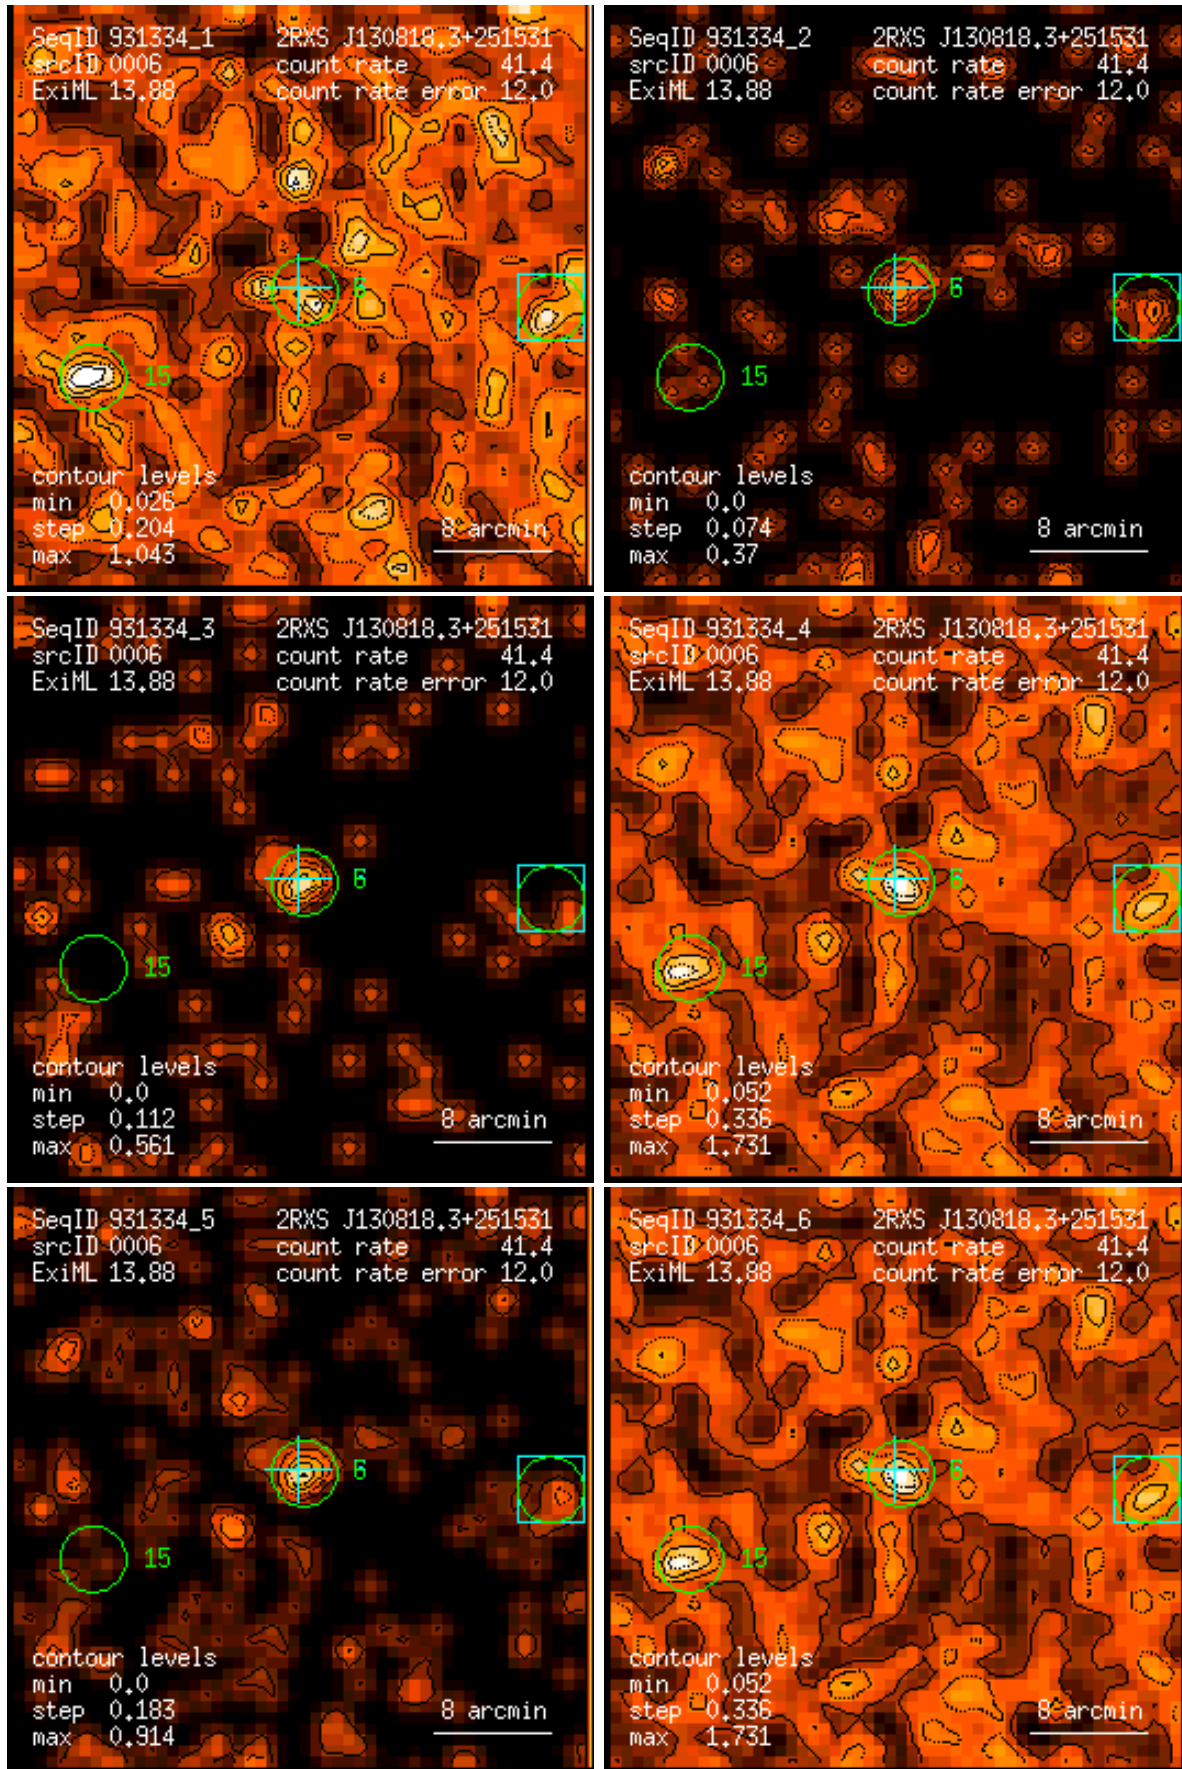 SeqID 931334_1 2RXS J130818.3+251531
srcID 0006 count rate 41.4
ExiML 13.88 count rate error 12.0
6
15
contour levels
min 0.026
step 0.204 8 arcmin
max 1.043
SeqID 931334_2 2RXS J130818.3+251531
srcID 0006 count rate 41.4
ExiML 13.88 count rate error 12.0
6
15
contour levels
min 0.0
step 0.074 8 arcmin
max 0.37
SeqID 931334_3 2RXS J130818.3+251531
srcID 0006 count rate 41.4
ExiML 13.88 count rate error 12.0
6
15
contour levels
min 0.0
step 0.112 8 arcmin
max 0.561
SeqID 931334_4 2RXS J130818.3+251531
srcID 0006 count rate 41.4
ExiML 13.88 count rate error 12.0
6
15
contour levels
min 0.052
step 0.336 8 arcmin
max 1.731
SeqID 931334_5 2RXS J130818.3+251531
srcID 0006 count rate 41.4
ExiML 13.88 count rate error 12.0
6
15
contour levels
min 0.0
step 0.183 8 arcmin
max 0.914
SeqID 931334_6 2RXS J130818.3+251531
srcID 0006 count rate 41.4
ExiML 13.88 count rate error 12.0
6
15
contour levels
min 0.052
step 0.336 8 arcmin
max 1.731